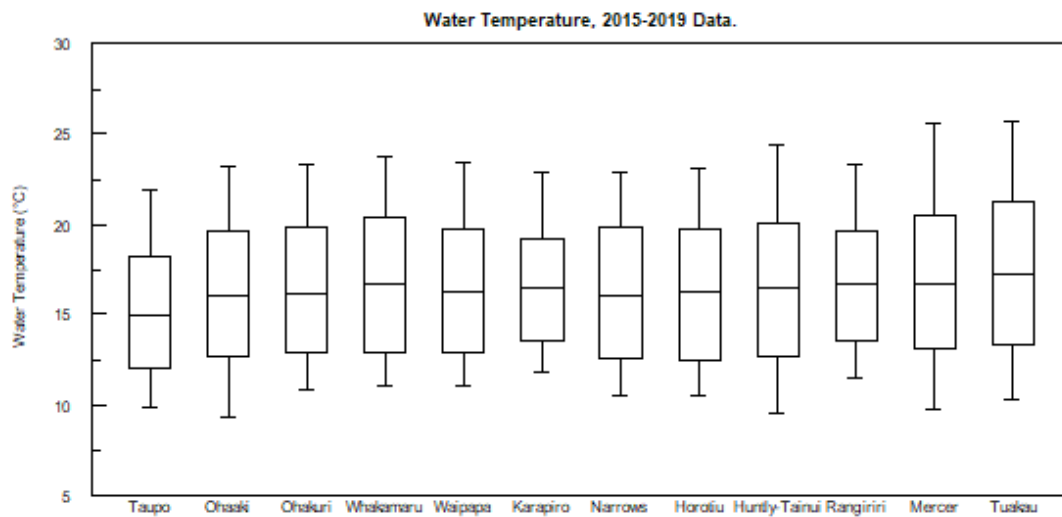 Water Temperature, 2015-2019 Data.
30
25
20
15
10
5
Water Temperature (°C)
Taupo Ohaaki Ohakuri Whakamaru Waipapa Karapiro Narrows Horotiu Huntly-Tainui Rangiriri Mercer Tuakau